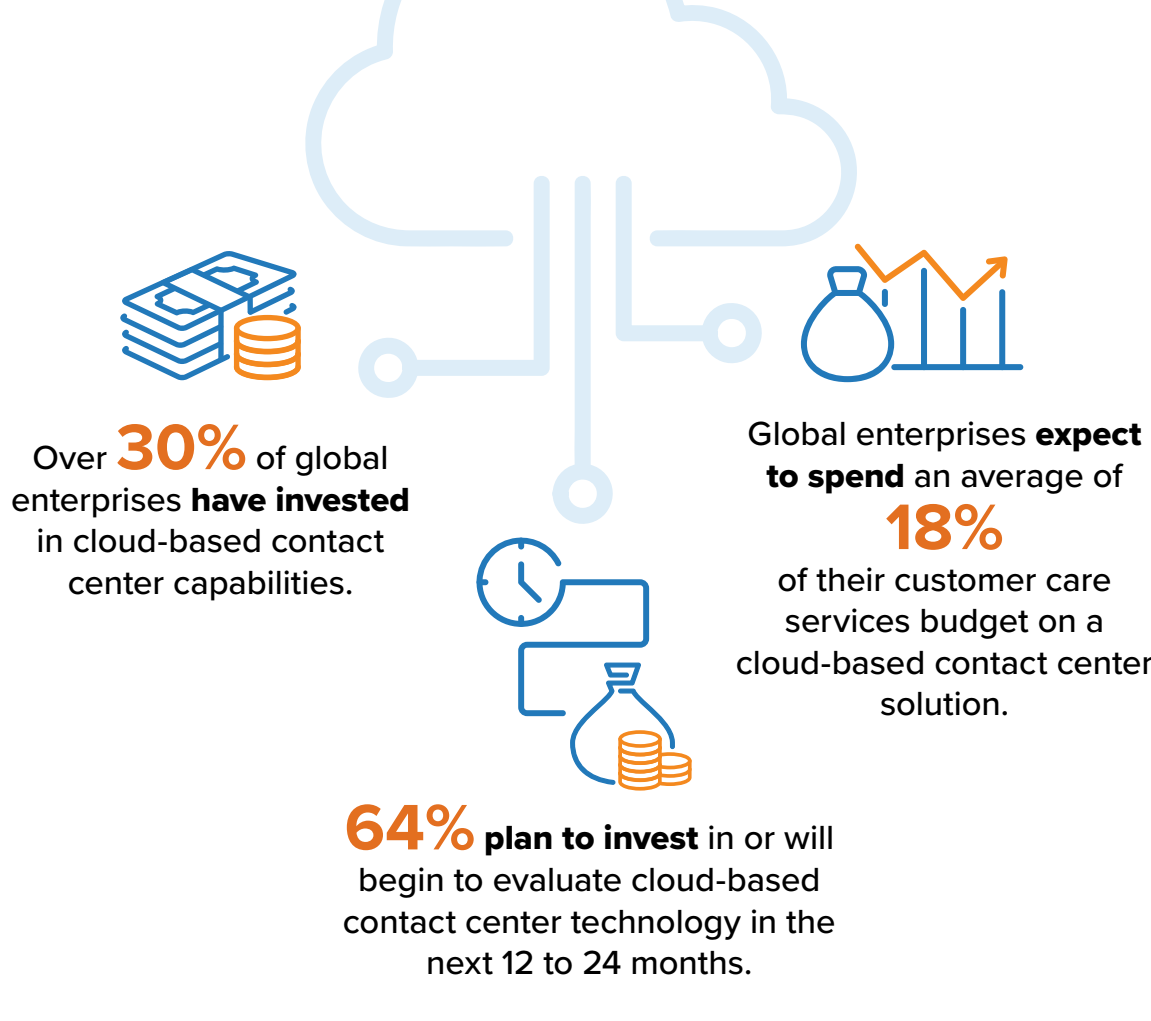 Over 30% of global
enterprises have invested
in cloud-based contact
center capabilities.
Global enterprises expect
to spend an average of
18%
of their customer care
services budget on a
cloud-based contact center
solution.
64% plan to invest in or will
begin to evaluate cloud-based
contact center technology in the
next 12 to 24 months.